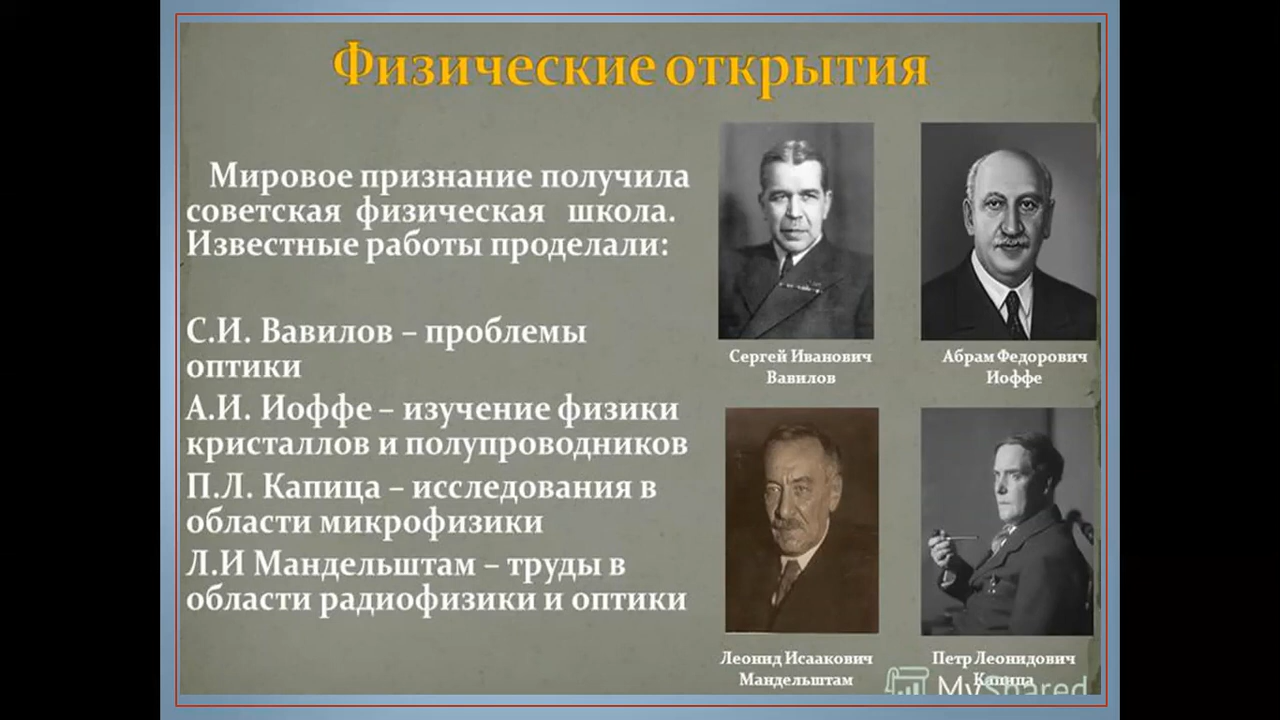 Физические открытия
Мировое признание получила
советская физическая школа.
Известные работы проделали:
С.И. Вавилов – проблемы
оптики
А.И. Иоффе – изучение физики
кристаллов и полупроводников
П.Л. Капица – исследования в
области микрофизики
Л.И Мандельштам – труды в
области радиофизики и оптики
Сергей Иванович
Вавилов
Абрам Федорович
Иоффе
Леонид Исаакович
Мандельштам
Петр Леонидович
Капица
MyShared